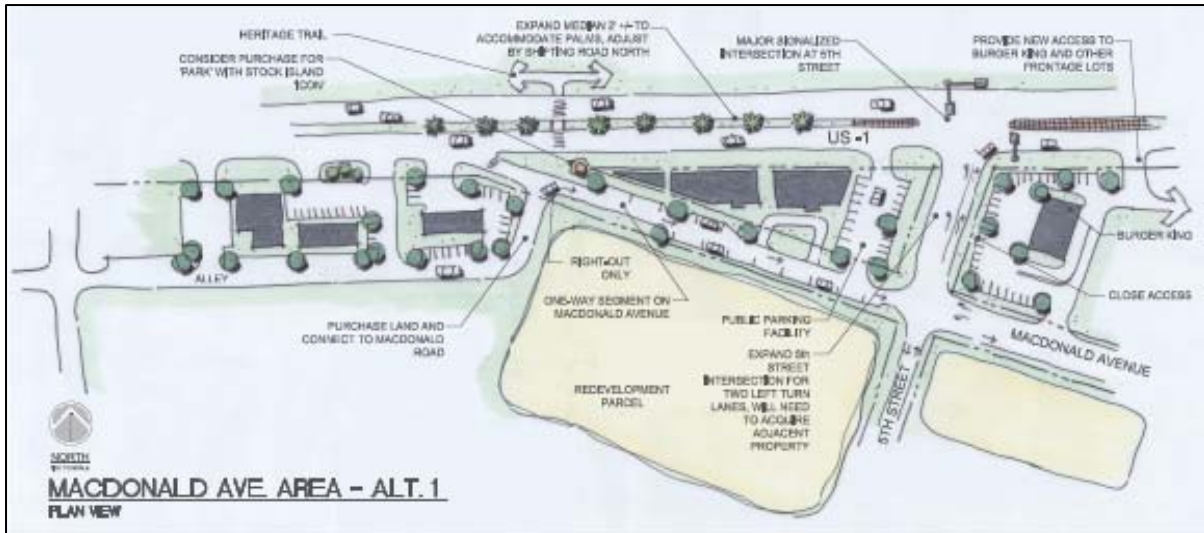 HERITAGE TRAIL
CONSIDER PURCHASE FOR
'PARK' WITH STOCK ISLAND
'ICON'
EXPAND MEDIAN 2' +/- TO
ACCOMMODATE PALMS, ADJUST
BY SHIFTING ROAD NORTH
MAJOR SIGNALIZED
INTERSECTION AT 5TH
STREET
PROVIDE NEW ACCESS TO
BURGER KING AND OTHER
FRONTAGE LOTS
US -1
BURGER KING
CLOSE ACCESS
ALLEY
RIGHT-OUT
ONLY
ONE-WAY SEGMENT ON
MACDONALD AVENUE
PURCHASE LAND AND
CONNECT TO MACDONALD
ROAD
PUBLIC PARKING
FACILITY
EXPAND 5th
STREET
INTERSECTION FOR
TWO LEFT TURN
LANES, WILL NEED
TO ACQUIRE
ADJACENT
PROPERTY
REDEVELOPMENT
PARCEL
5TH STREET
MACDONALD AVENUE
NORTH
MACDONALD AVE. AREA - ALT. 1
PLAN VIEW